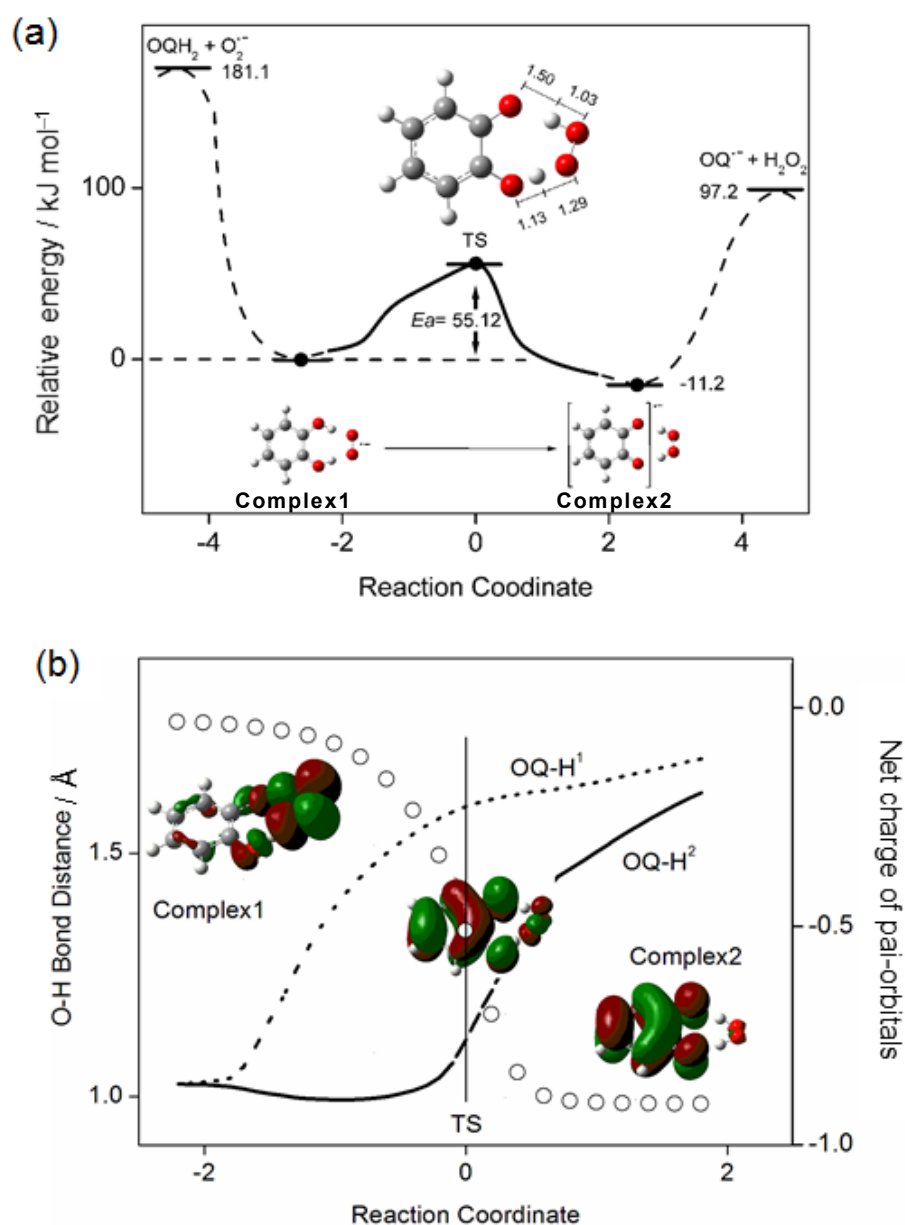 (a)
OQH₂ + O₂•−
181.1
1.50
1.03
1.13
1.29
OQ•− + H₂O₂
97.2
100
TS
Ea= 55.12
0
-11.2
Relative energy / kJ mol⁻¹
•−
•−
Complex1
Complex2
-4
-2
0
2
4
Reaction Coodinate
(b)
0.0
OQ-H¹
1.5
OQ-H²
Complex1
-0.5
Complex2
1.0
TS
-1.0
O-H Bond Distance / Å
Net charge of pai-orbitals
-2
0
2
Reaction Coordinate